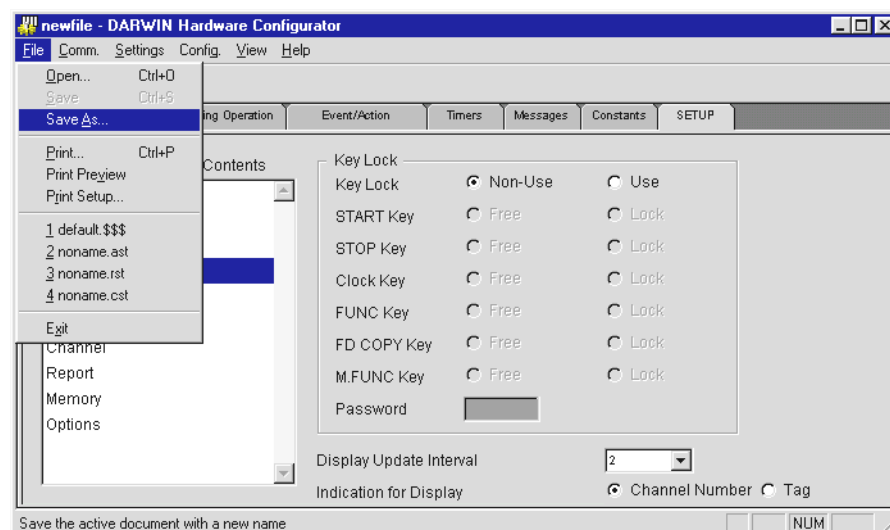 newfile - DARWIN Hardware Configurator
File Comm. Settings Config. View Help
Open... Ctrl+O
Save Ctrl+S
Save As...
Print... Ctrl+P
Print Preview
Print Setup...
1 default.$$$
2 noname.ast
3 noname.rst
4 noname.cst
Exit
ing Operation Event/Action Timers Messages Constants SETUP
Contents
Channel
Report
Memory
Options
Key Lock
Key Lock Non-Use Use
START Key Free Lock
STOP Key Free Lock
Clock Key Free Lock
FUNC Key Free Lock
FD COPY Key Free Lock
M.FUNC Key Free Lock
Password
Display Update Interval 2
Indication for Display Channel Number Tag
Save the active document with a new name NUM